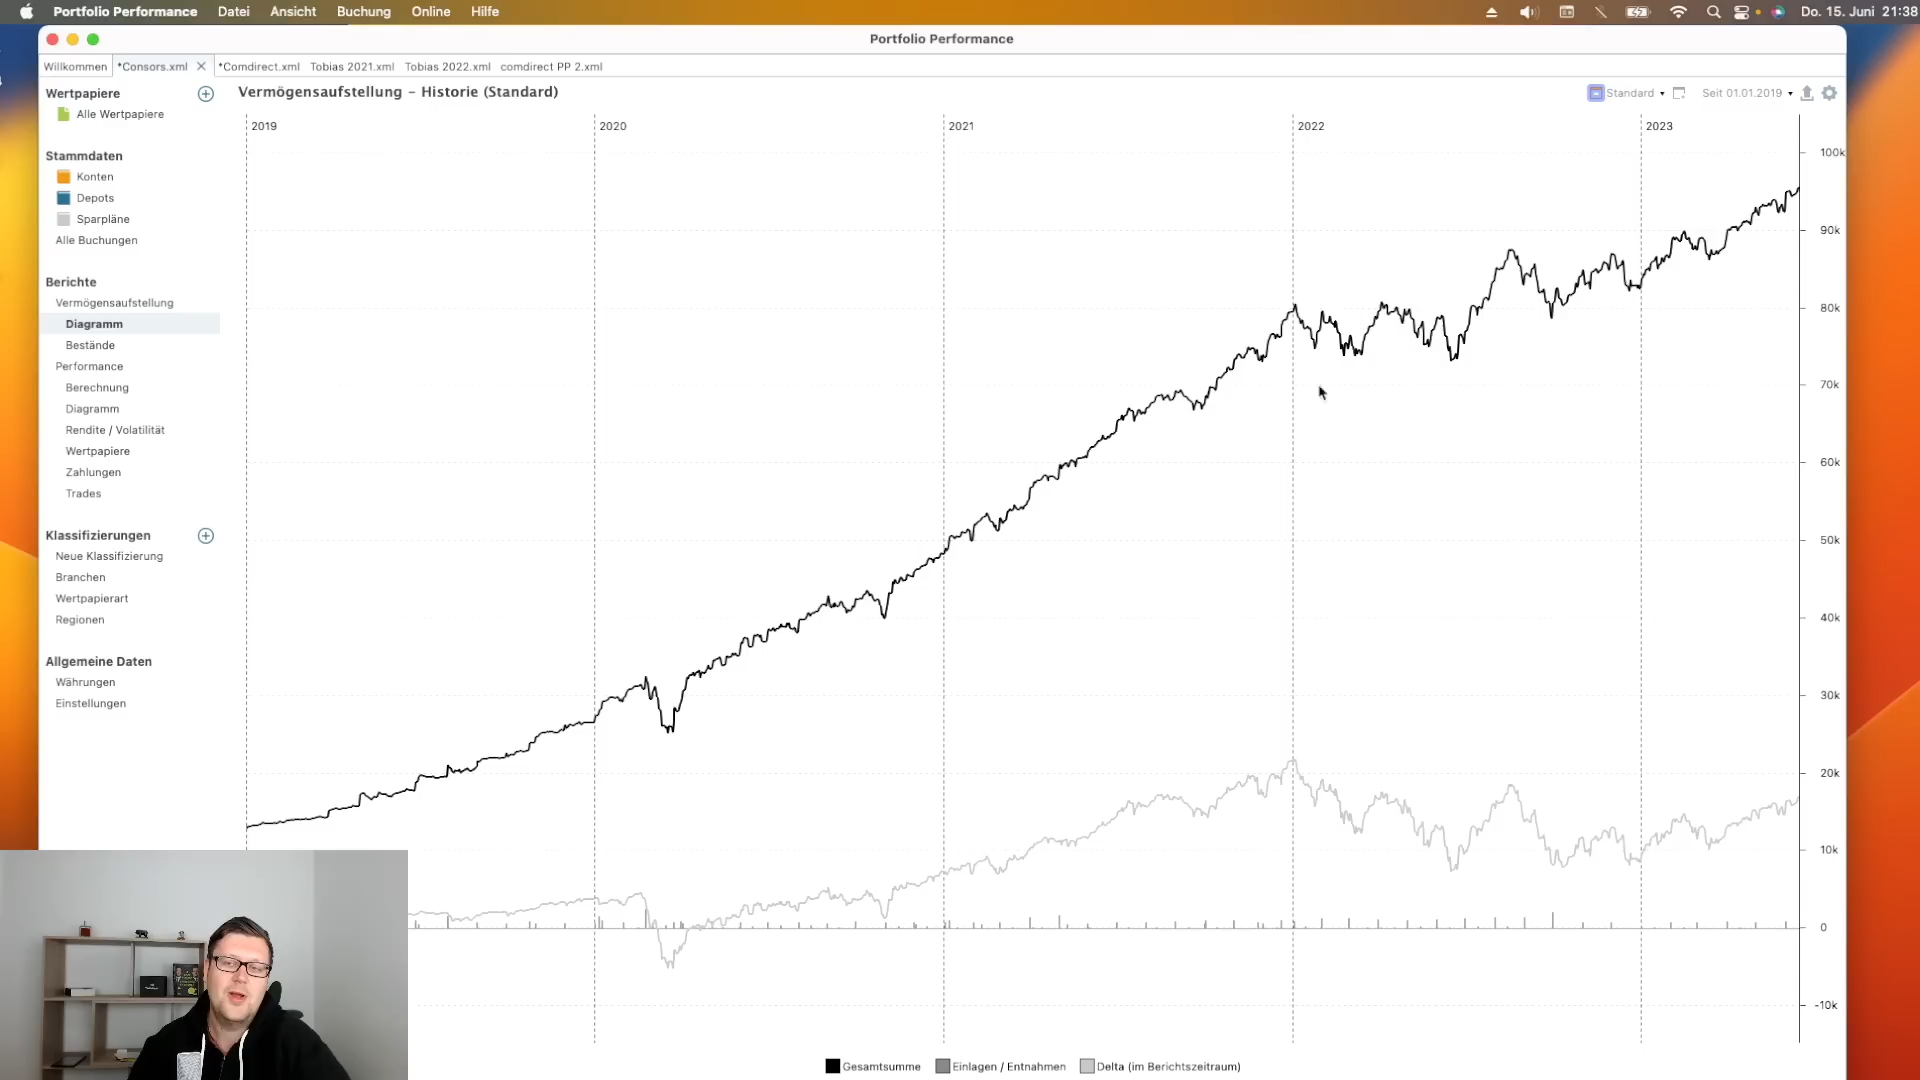 Portfolio Performance Datei Ansicht Buchung Online Hilfe Do. 15. Juni 21:38
Portfolio Performance
Willkommen *Consors.xml *Comdirect.xml Tobias 2021.xml Tobias 2022.xml comdirect PP 2.xml
Wertpapiere
Alle Wertpapiere
Stammdaten
Konten
Depots
Sparpläne
Alle Buchungen
Berichte
Vermögensaufstellung
Diagramm
Bestände
Performance
Berechnung
Diagramm
Rendite / Volatilität
Wertpapiere
Zahlungen
Trades
Klassifizierungen
Neue Klassifizierung
Branchen
Wertpapierart
Regionen
Allgemeine Daten
Währungen
Einstellungen
Vermögensaufstellung – Historie (Standard)
Standard Seit 01.01.2019
2019 2020 2021 2022 2023
100k
90k
80k
70k
60k
50k
40k
30k
20k
10k
0
-10k
Gesamtsumme Einlagen / Entnahmen Delta (im Berichtszeitraum)